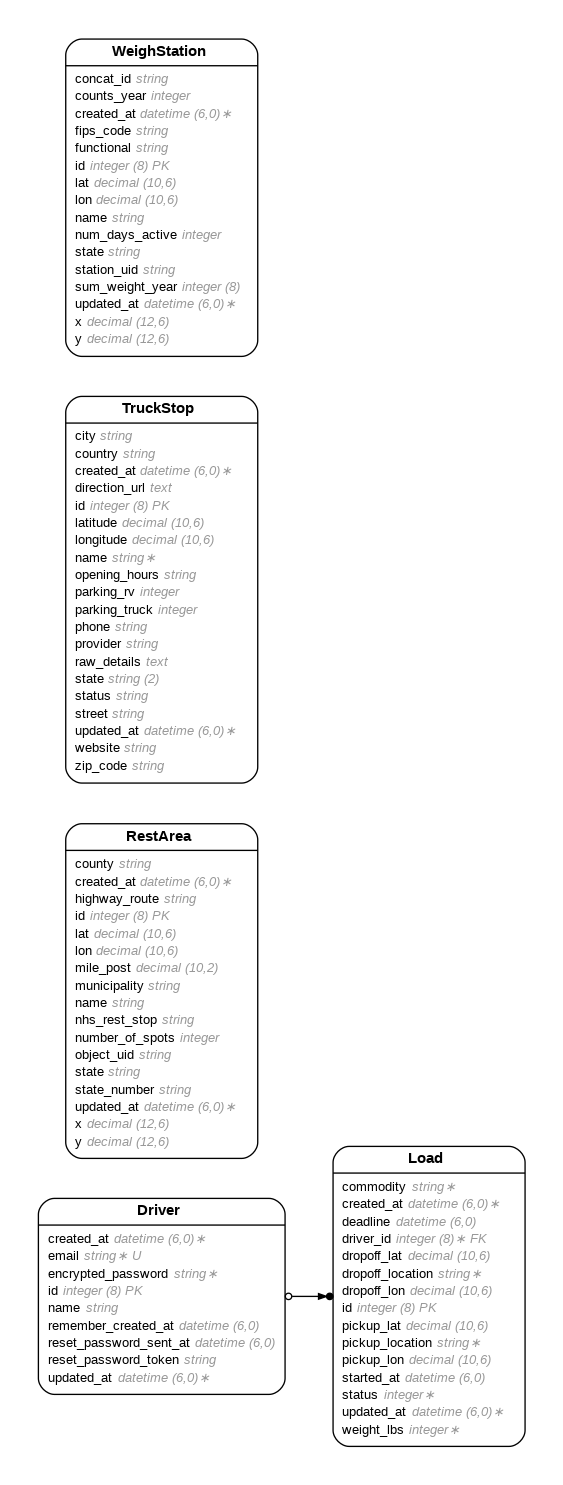 WeighStation
concat_id string
counts_year integer
created_at datetime (6,0)∗
fips_code string
functional string
id integer (8) PK
lat decimal (10,6)
lon decimal (10,6)
name string
num_days_active integer
state string
station_uid string
sum_weight_year integer (8)
updated_at datetime (6,0)∗
x decimal (12,6)
y decimal (12,6)
TruckStop
city string
country string
created_at datetime (6,0)∗
direction_url text
id integer (8) PK
latitude decimal (10,6)
longitude decimal (10,6)
name string∗
opening_hours string
parking_rv integer
parking_truck integer
phone string
provider string
raw_details text
state string (2)
status string
street string
updated_at datetime (6,0)∗
website string
zip_code string
RestArea
county string
created_at datetime (6,0)∗
highway_route string
id integer (8) PK
lat decimal (10,6)
lon decimal (10,6)
mile_post decimal (10,2)
municipality string
name string
nhs_rest_stop string
number_of_spots integer
object_uid string
state string
state_number string
updated_at datetime (6,0)∗
x decimal (12,6)
y decimal (12,6)
Driver
created_at datetime (6,0)∗
email string∗ U
encrypted_password string∗
id integer (8) PK
name string
remember_created_at datetime (6,0)
reset_password_sent_at datetime (6,0)
reset_password_token string
updated_at datetime (6,0)∗
Load
commodity string∗
created_at datetime (6,0)∗
deadline datetime (6,0)
driver_id integer (8)∗ FK
dropoff_lat decimal (10,6)
dropoff_location string∗
dropoff_lon decimal (10,6)
id integer (8) PK
pickup_lat decimal (10,6)
pickup_location string∗
pickup_lon decimal (10,6)
started_at datetime (6,0)
status integer∗
updated_at datetime (6,0)∗
weight_lbs integer∗